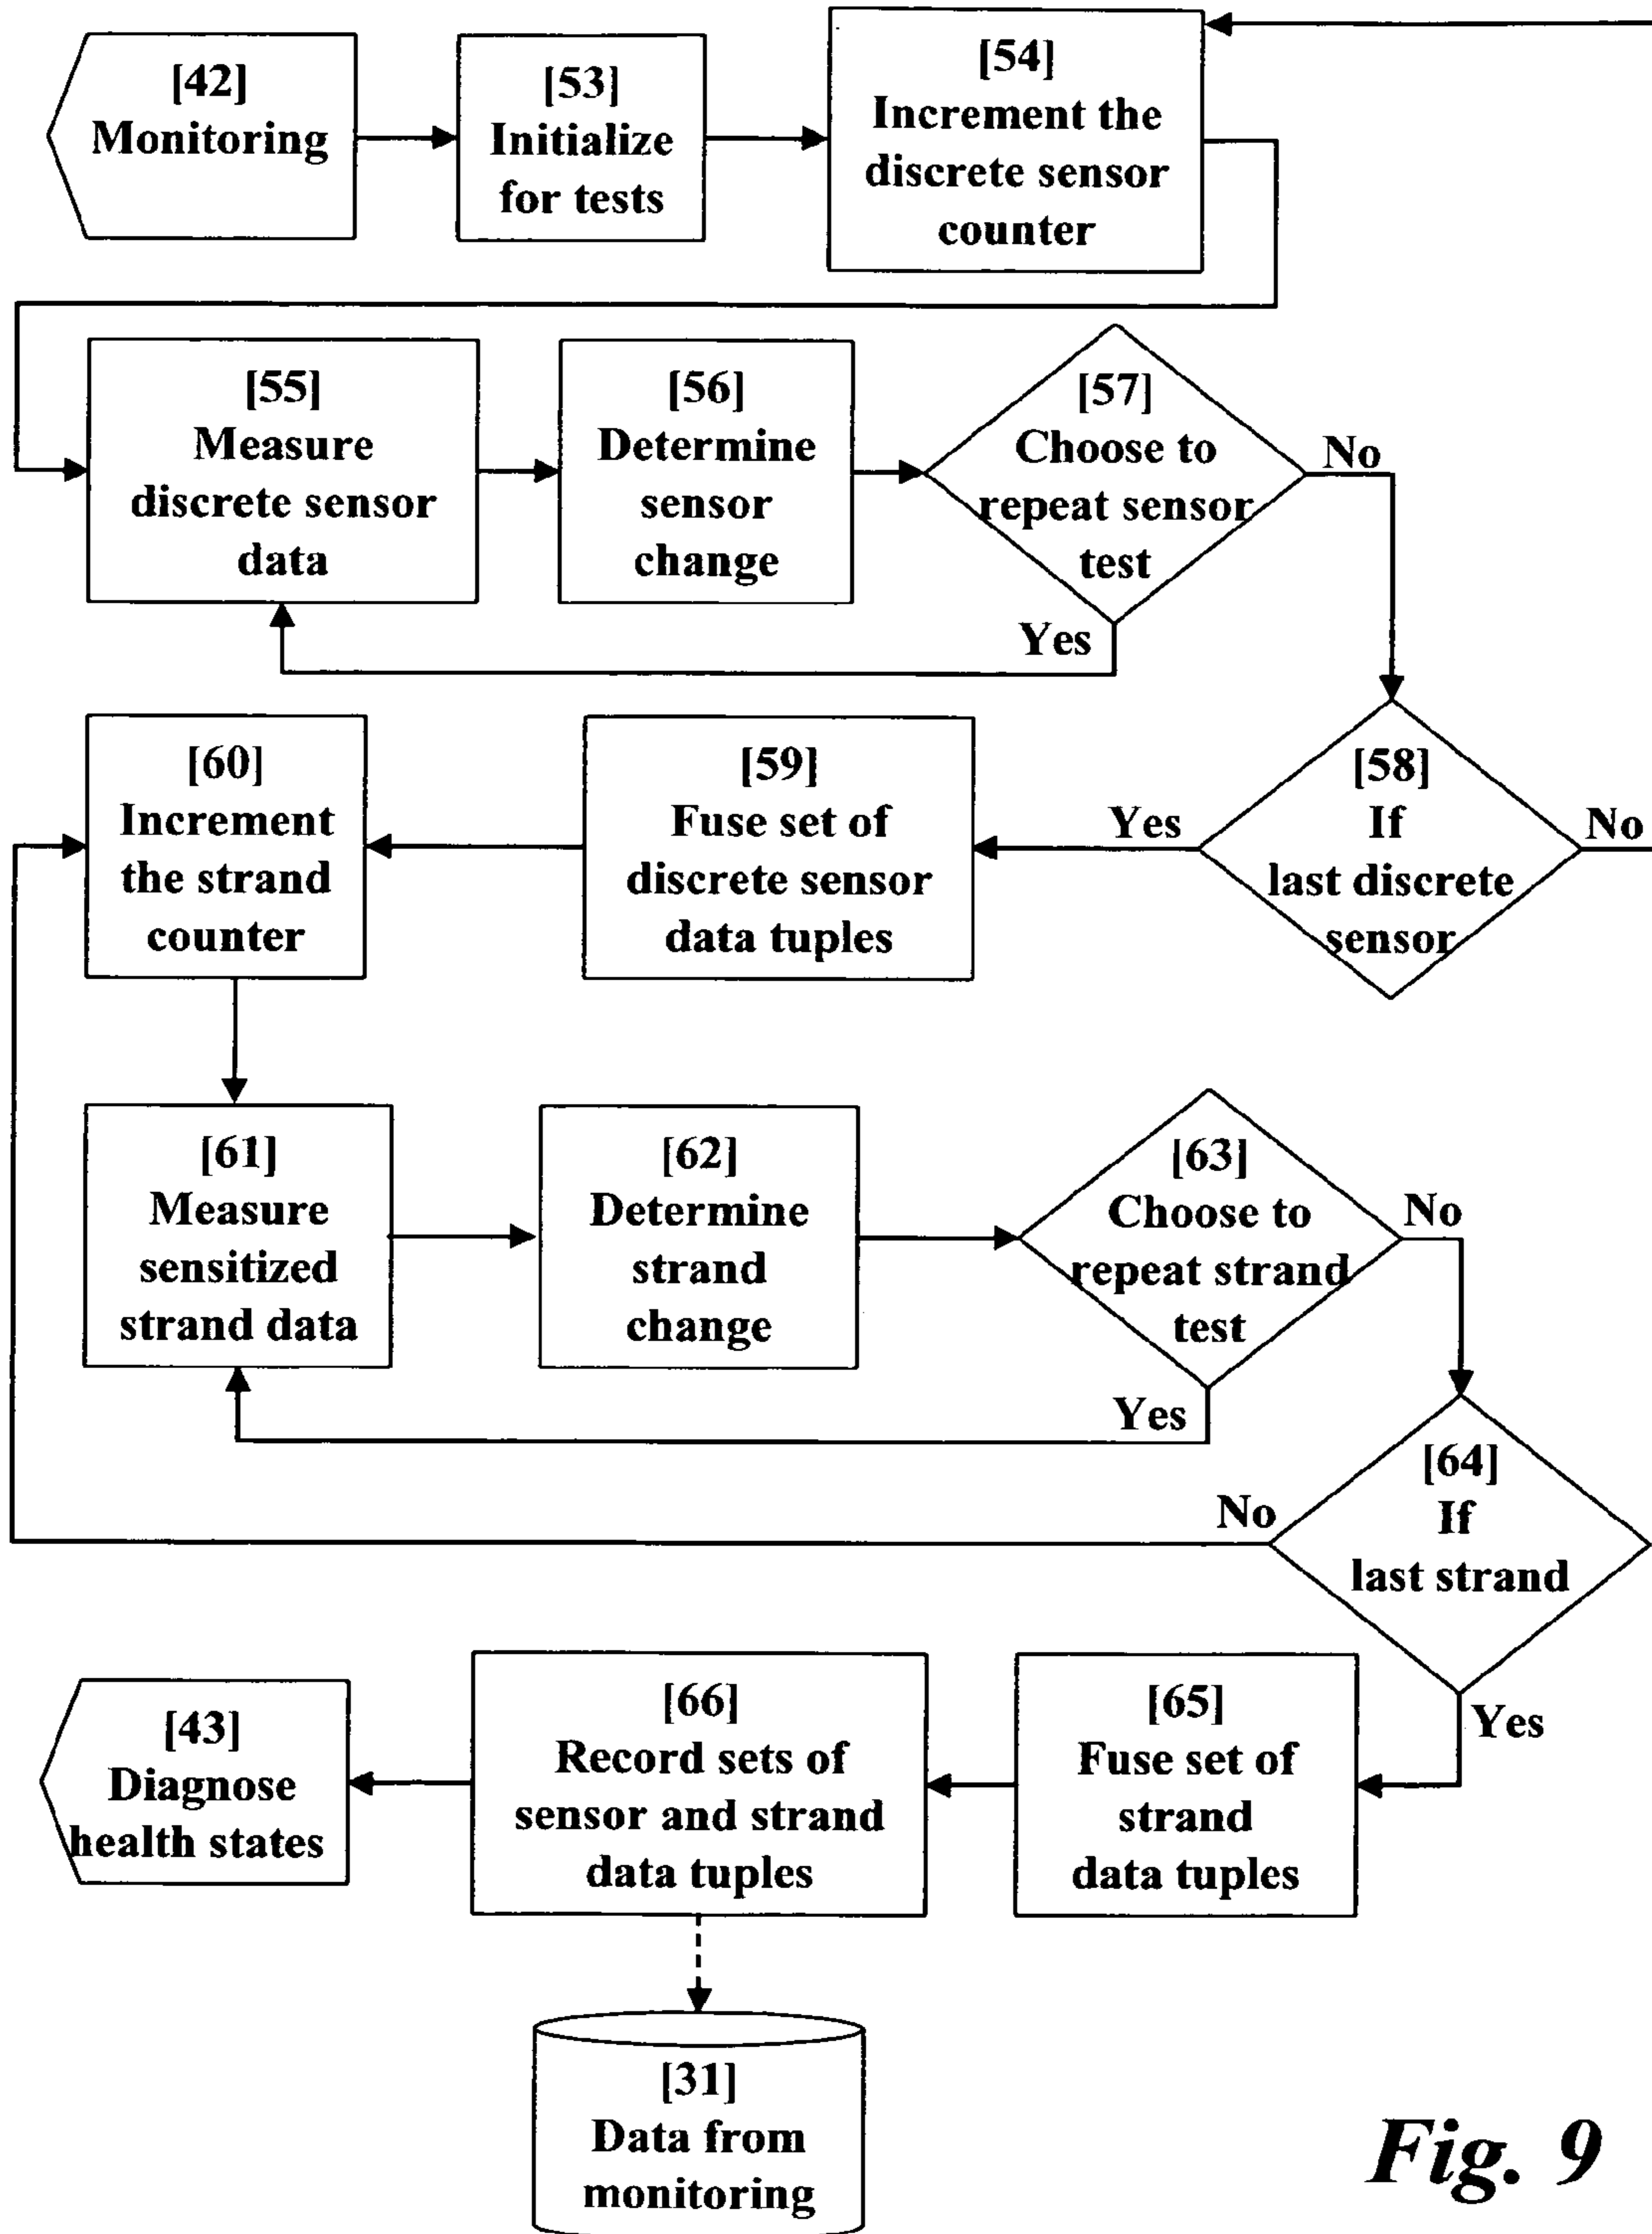 [42]
Monitoring
[53]
Initialize
for tests
[54]
Increment the
discrete sensor
counter
[55]
Measure
discrete sensor
data
[56]
Determine
sensor
change
[57]
Choose to
repeat sensor
test
No
Yes
[58]
If
last discrete
sensor
No
Yes
[59]
Fuse set of
discrete sensor
data tuples
[60]
Increment
the strand
counter
[61]
Measure
sensitized
strand data
[62]
Determine
strand
change
[63]
Choose to
repeat strand
test
No
Yes
[64]
If
last strand
No
Yes
[65]
Fuse set of
strand
data tuples
[66]
Record sets of
sensor and strand
data tuples
[43]
Diagnose
health states
[31]
Data from
monitoring
Fig. 9